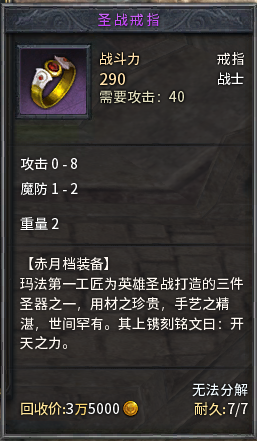 圣战戒指
战斗力 戒指
290 战士
需要攻击：40
攻击 0 - 8
魔防 1 - 2
重量 2
【赤月档装备】
玛法第一工匠为英雄圣战打造的三件
圣器之一，用材之珍贵，手艺之精
湛，世间罕有。其上镌刻铭文曰：开
天之力。
无法分解
回收价:3万5000 耐久:7/7